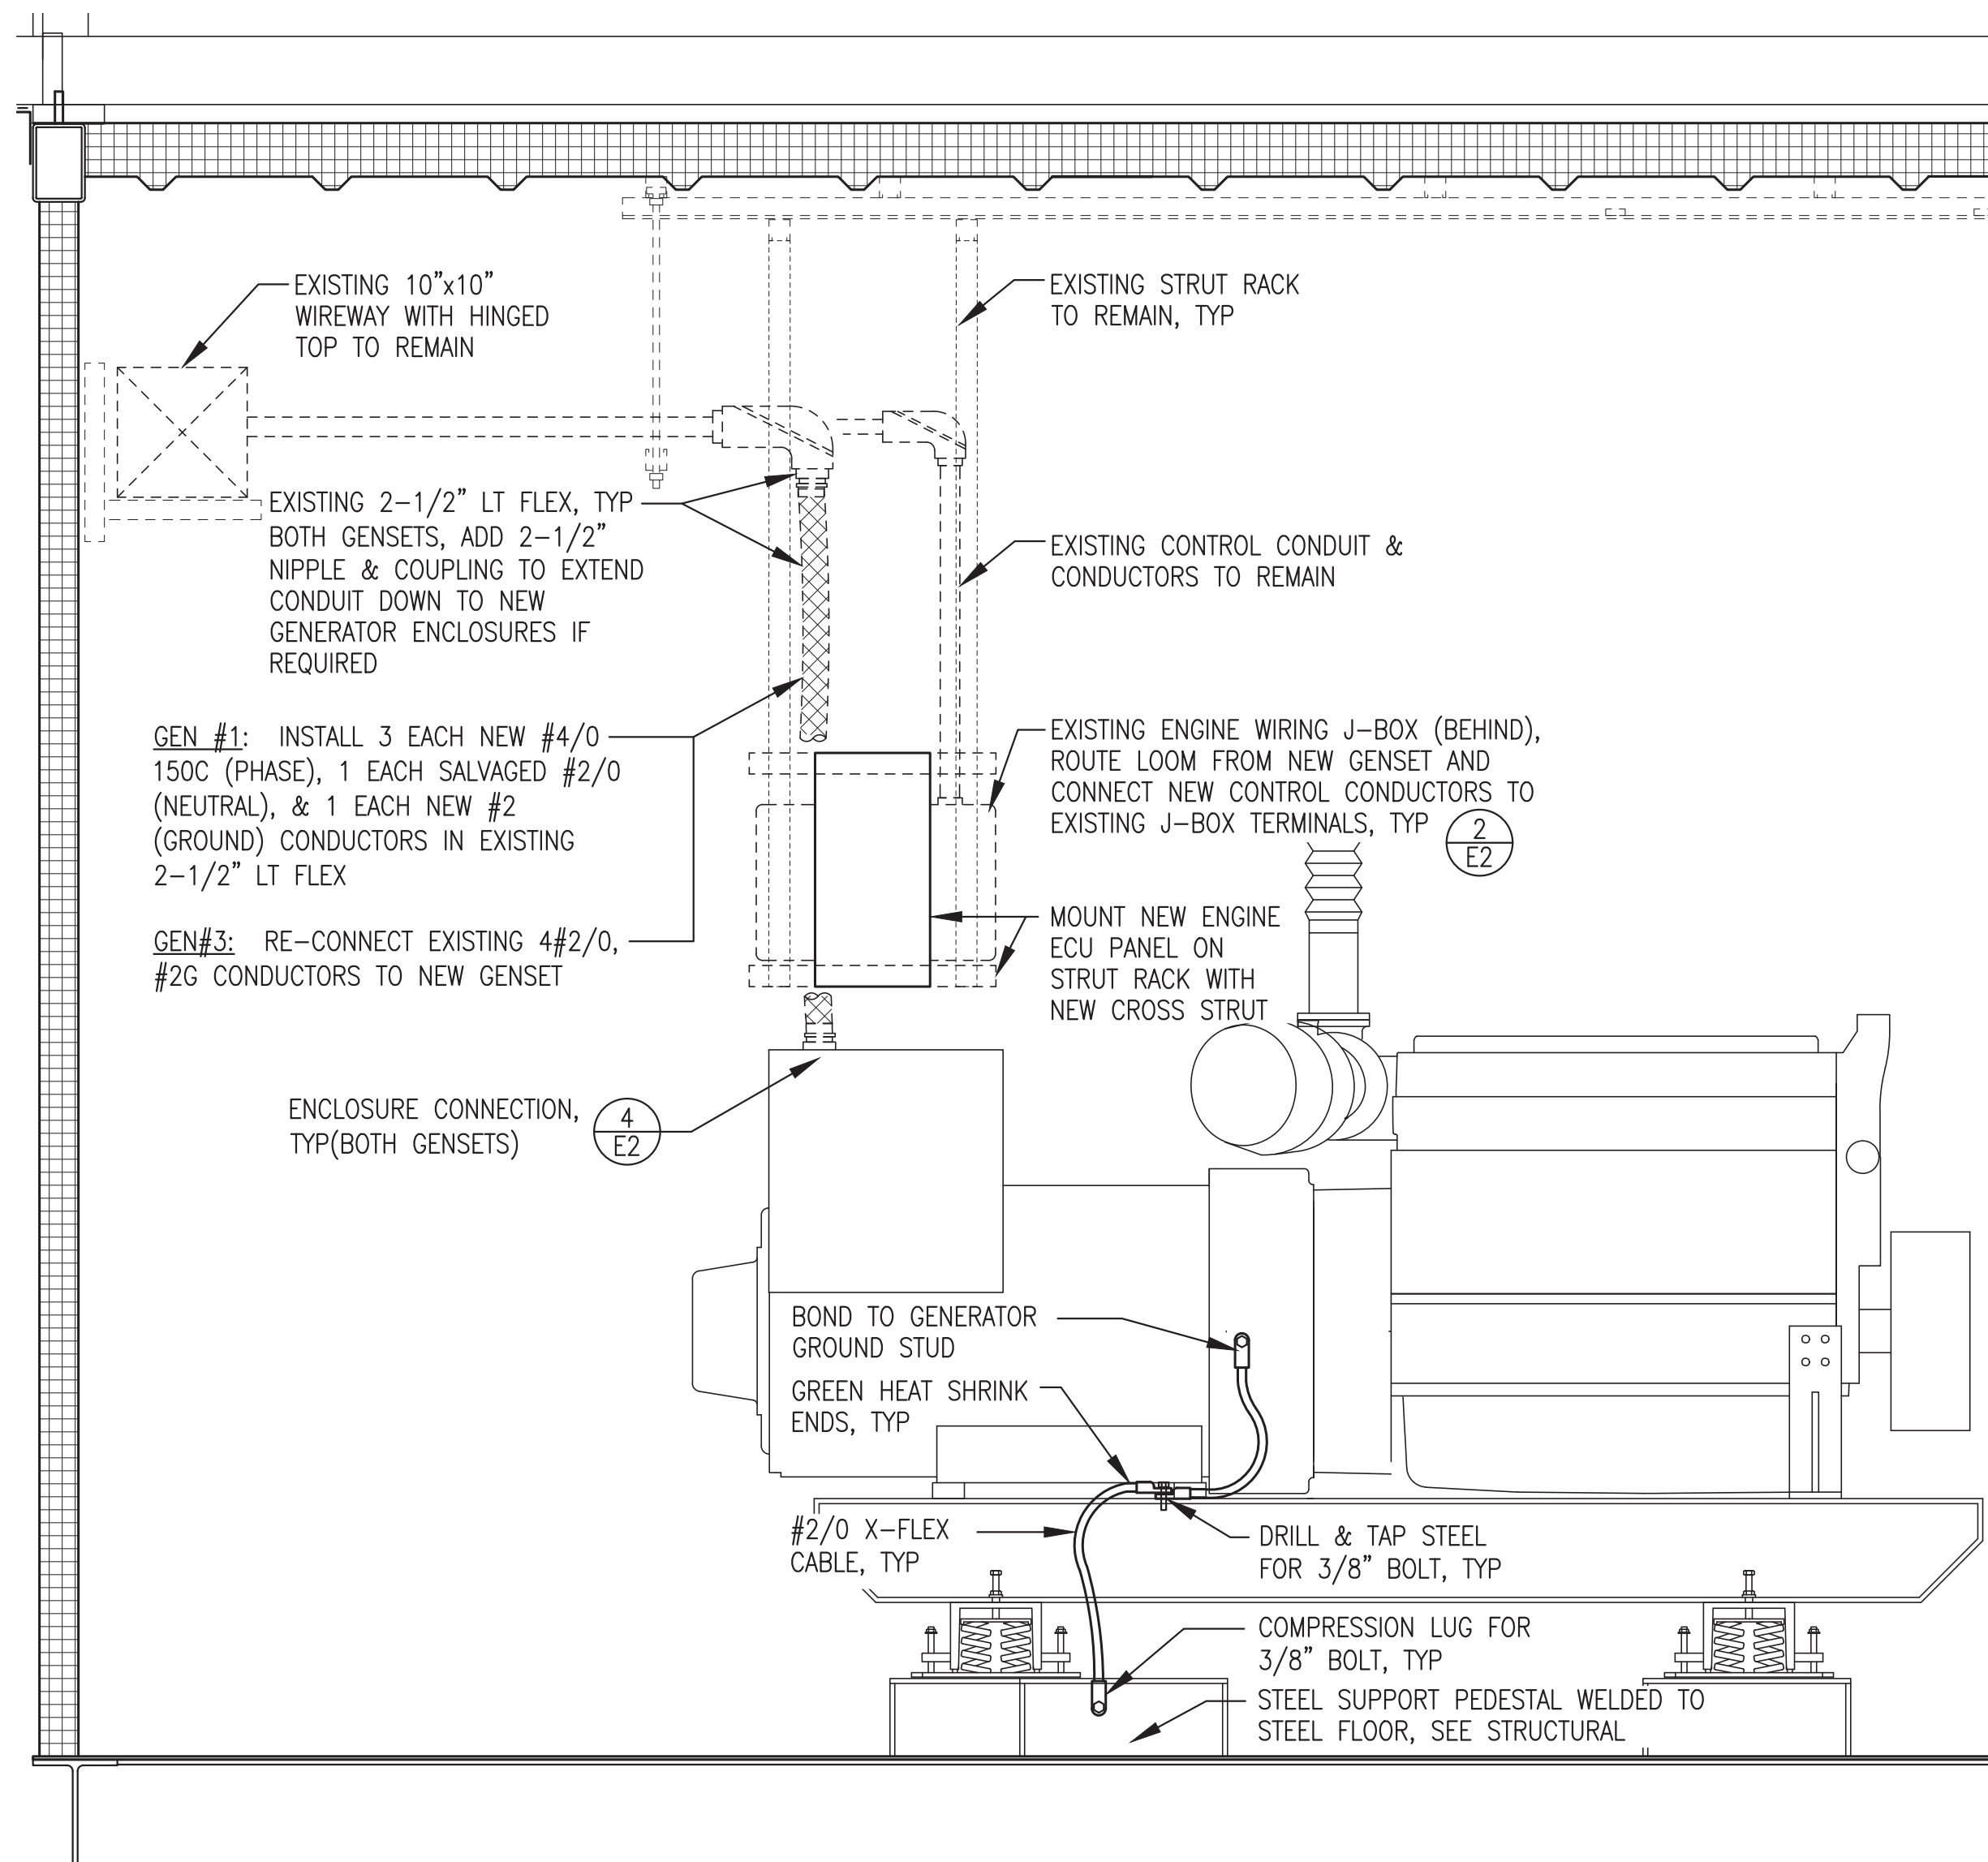 EXISTING 10"x10"
WIREWAY WITH HINGED
TOP TO REMAIN
EXISTING STRUT RACK
TO REMAIN, TYP
EXISTING 2-1/2" LT FLEX, TYP
BOTH GENSETS, ADD 2-1/2"
NIPPLE & COUPLING TO EXTEND
CONDUIT DOWN TO NEW
GENERATOR ENCLOSURES IF
REQUIRED
EXISTING CONTROL CONDUIT &
CONDUCTORS TO REMAIN
GEN #1: INSTALL 3 EACH NEW #4/0
150C (PHASE), 1 EACH SALVAGED #2/0
(NEUTRAL), & 1 EACH NEW #2
(GROUND) CONDUCTORS IN EXISTING
2-1/2" LT FLEX
GEN#3: RE-CONNECT EXISTING 4#2/0,
#2G CONDUCTORS TO NEW GENSET
EXISTING ENGINE WIRING J-BOX (BEHIND),
ROUTE LOOM FROM NEW GENSET AND
CONNECT NEW CONTROL CONDUCTORS TO
EXISTING J-BOX TERMINALS, TYP
2
E2
MOUNT NEW ENGINE
ECU PANEL ON
STRUT RACK WITH
NEW CROSS STRUT
ENCLOSURE CONNECTION,
TYP(BOTH GENSETS)
4
E2
BOND TO GENERATOR
GROUND STUD
GREEN HEAT SHRINK
ENDS, TYP
#2/0 X-FLEX
CABLE, TYP
DRILL & TAP STEEL
FOR 3/8" BOLT, TYP
COMPRESSION LUG FOR
3/8" BOLT, TYP
STEEL SUPPORT PEDESTAL WELDED TO
STEEL FLOOR, SEE STRUCTURAL